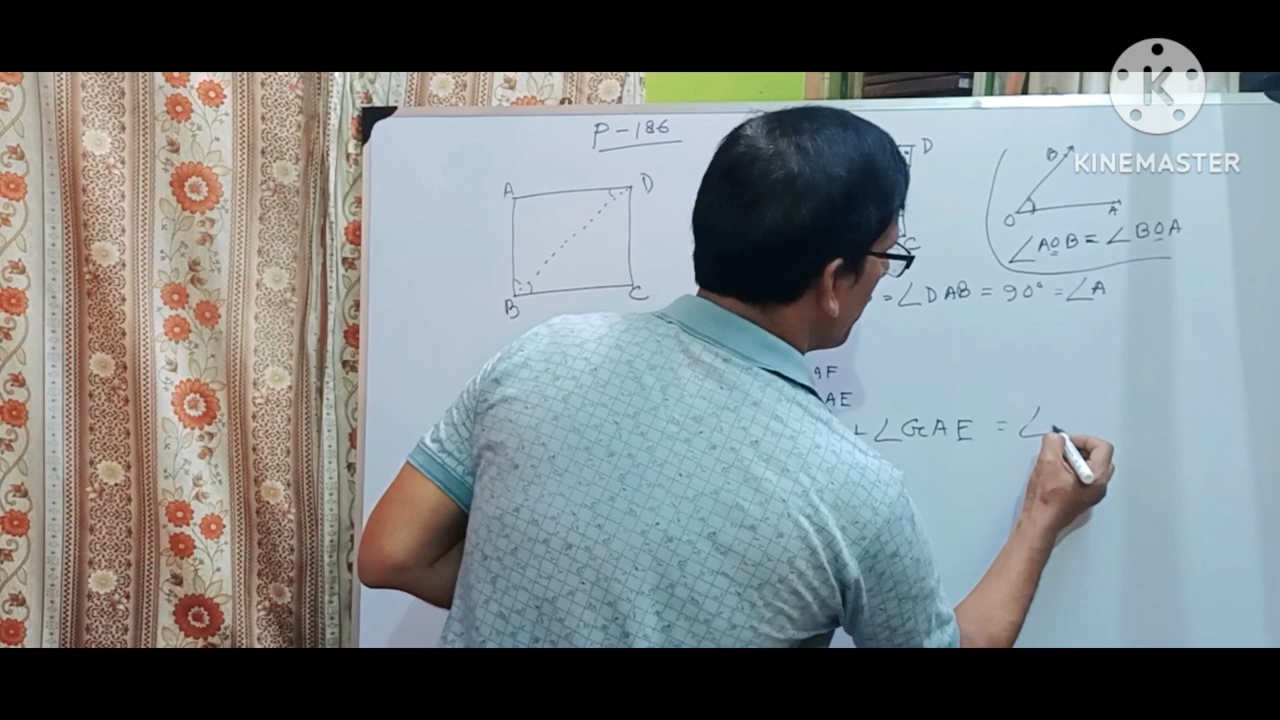 P-186
A D
B C
D
C
B
O A
∠AOB = ∠BOA
= ∠DAB = 90° = ∠A
AF
AE
+ ∠GAE = ∠
K
KINEMASTER